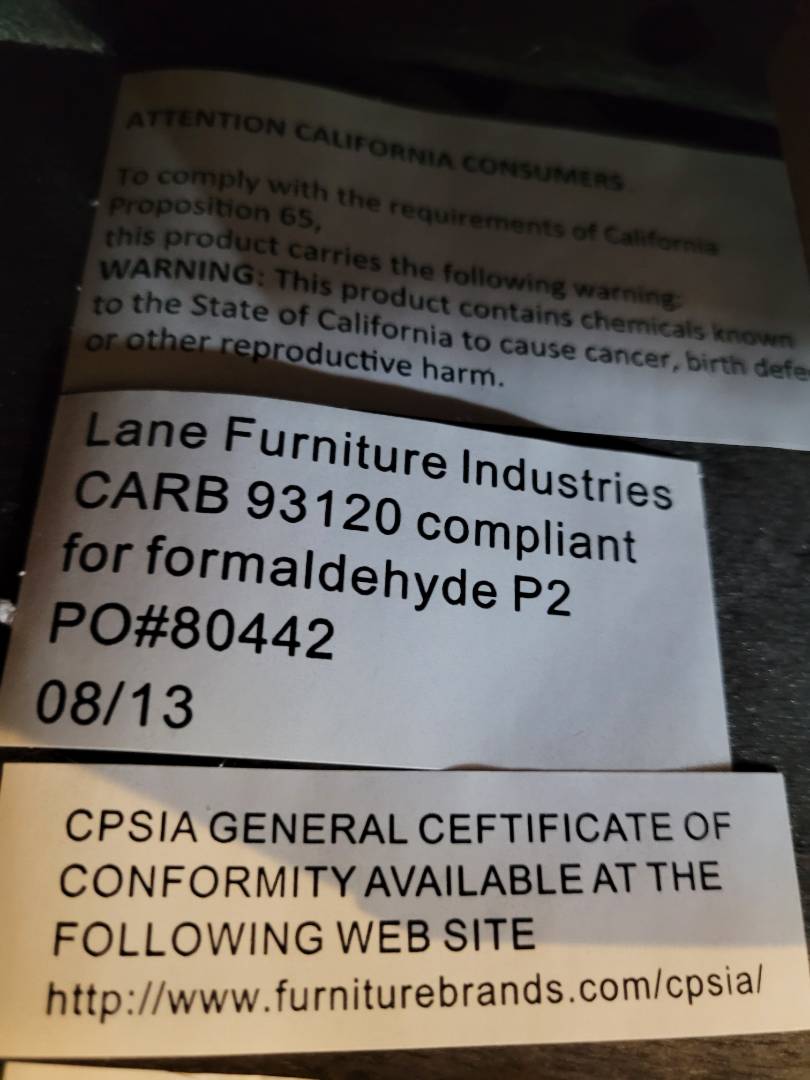 ATTENTION CALIFORNIA CONSUMERS
To comply with the requirements of California
Proposition 65,
this product carries the following warning:
WARNING: This product contains chemicals known
to the State of California to cause cancer, birth defe
or other reproductive harm.
Lane Furniture Industries
CARB 93120 compliant
for formaldehyde P2
PO#80442
08/13
CPSIA GENERAL CEFTIFICATE OF
CONFORMITY AVAILABLE AT THE
FOLLOWING WEB SITE
http://www.furniturebrands.com/cpsia/